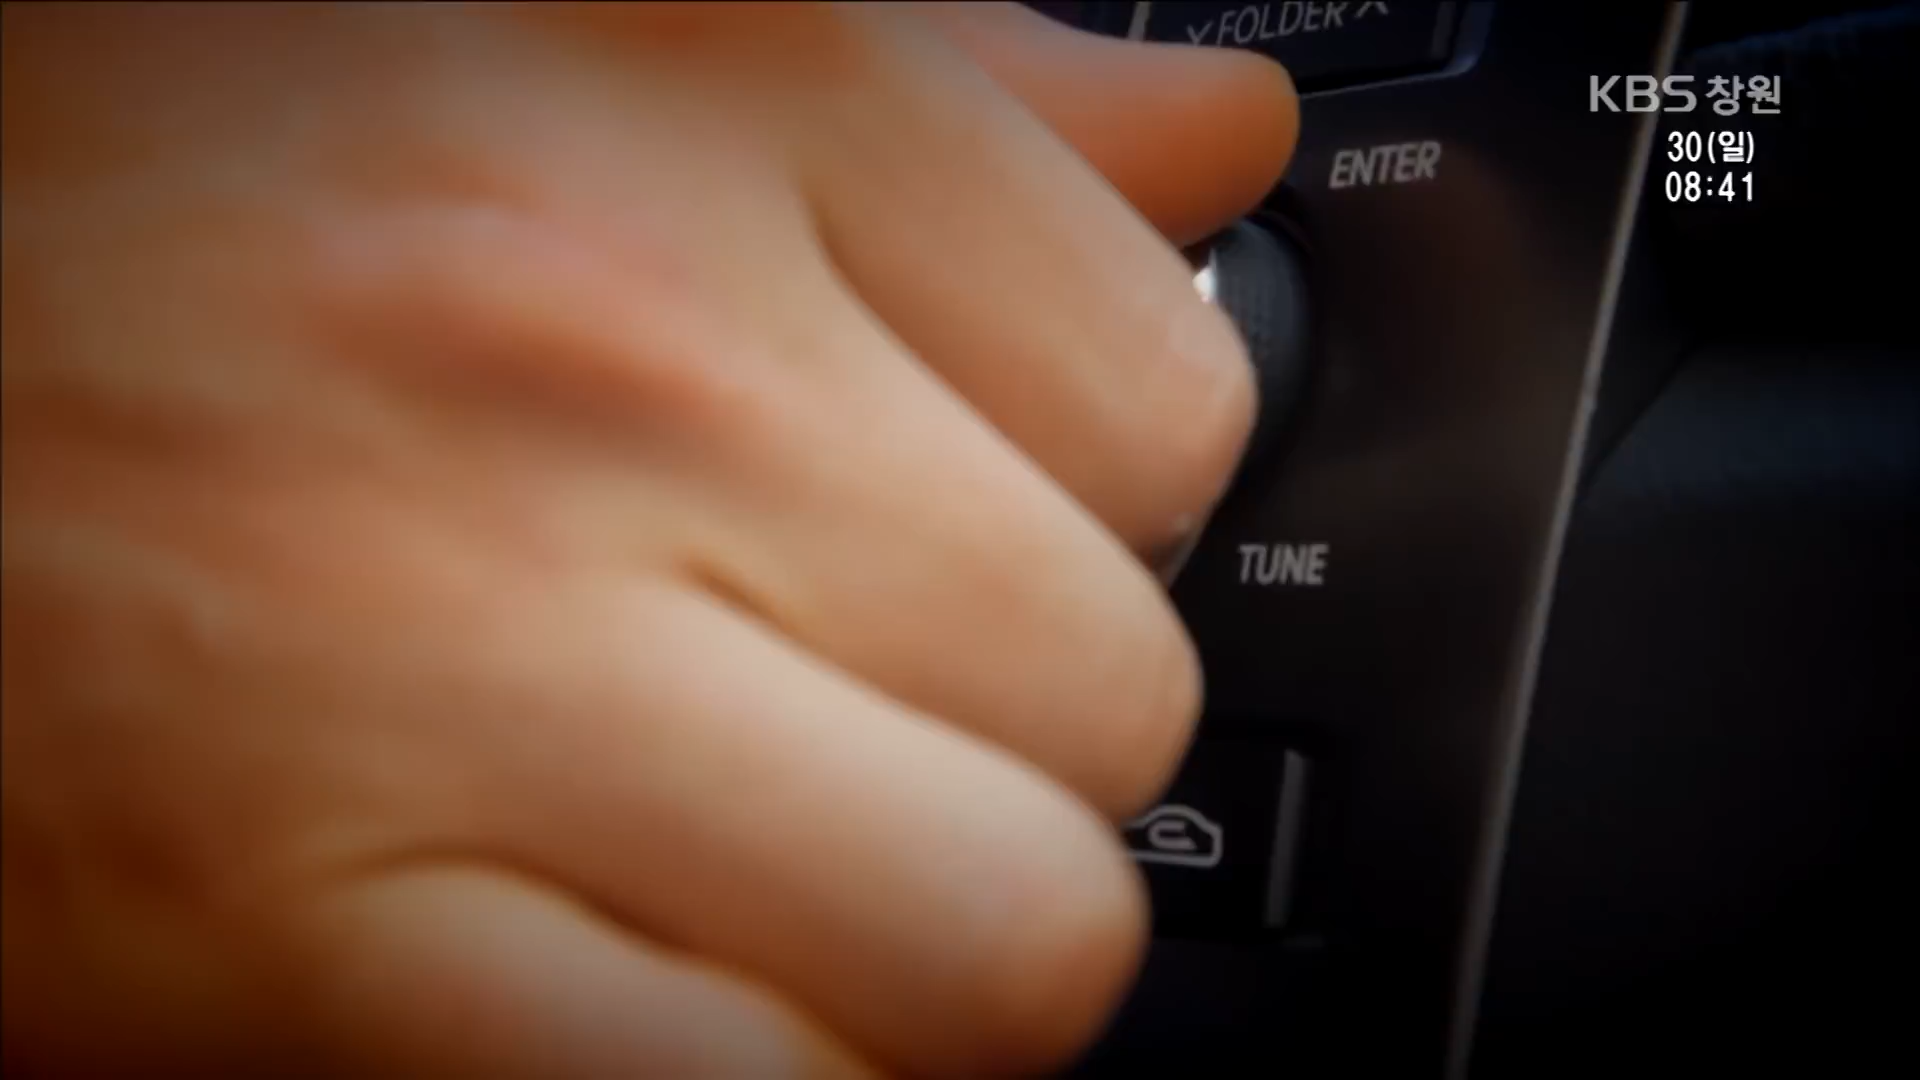 ∨ FOLDER ∧
KBS 창원
30(일)
08:41
ENTER
TUNE